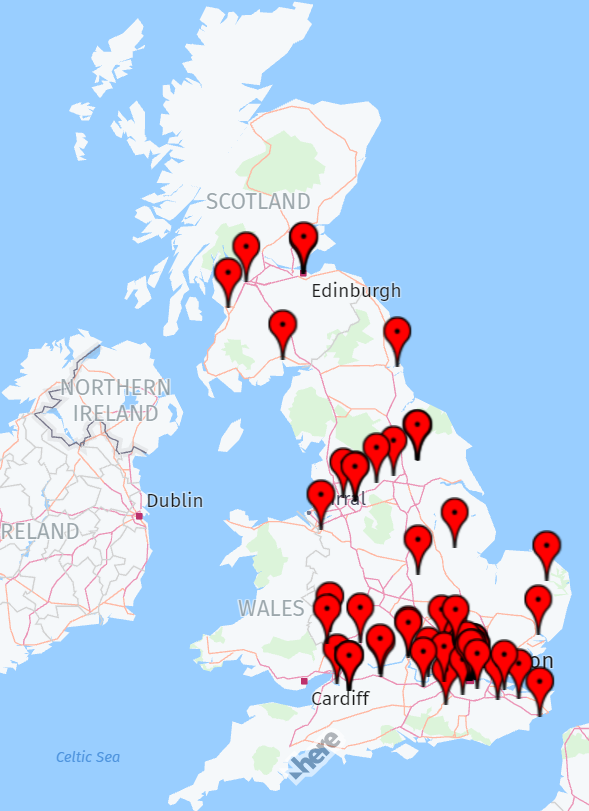 SCOTLAND
Edinburgh
NORTHERN
IRELAND
Dublin
RELAND
WALES
Cardiff
Celtic Sea
here